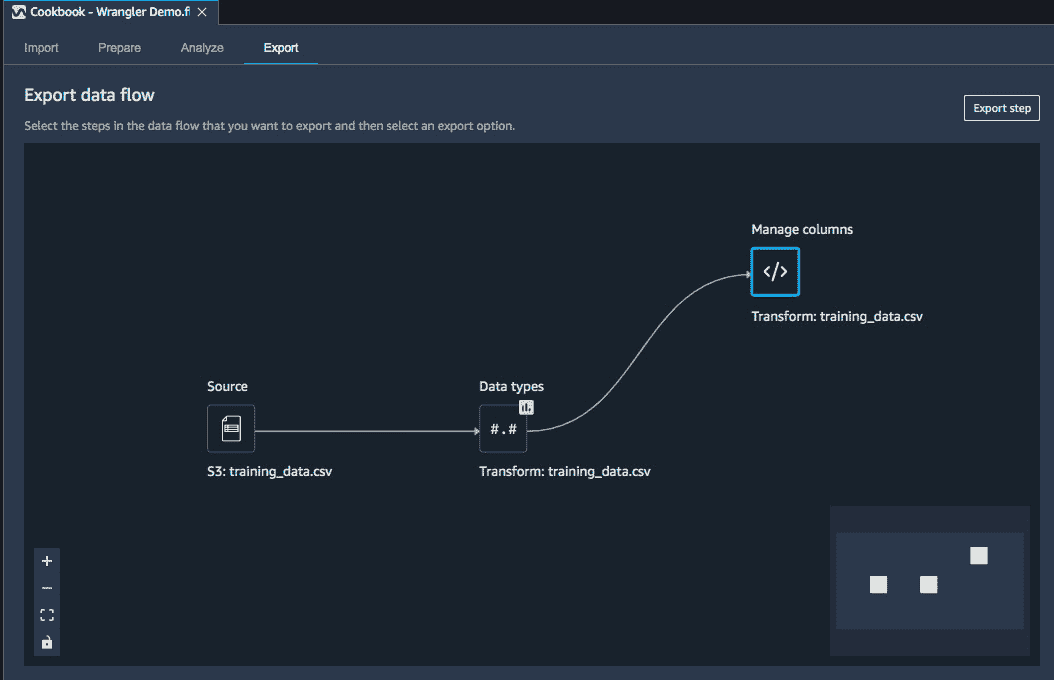 Cookbook - Wrangler Demo.fl
Import Prepare Analyze Export
Export data flow
Export step
Select the steps in the data flow that you want to export and then select an export option.
Manage columns
</>
Transform: training_data.csv
Source
Data types
#.#
S3: training_data.csv
Transform: training_data.csv